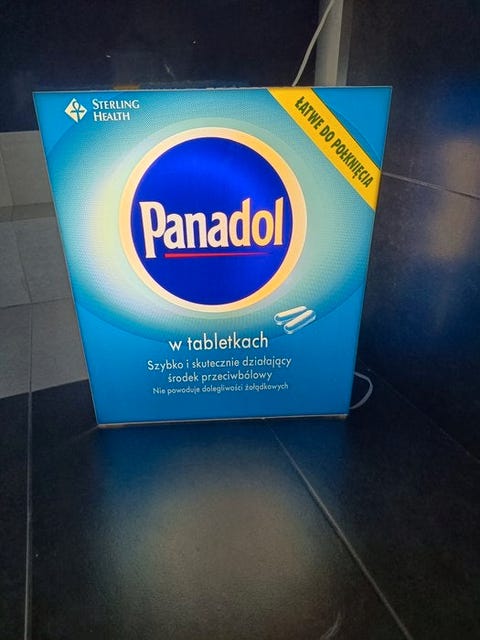 STERLING
HEALTH
ŁATWE DO POŁKNIĘCIA
Panadol
w tabletkach
Szybko i skutecznie działający
środek przeciwbólowy
Nie powoduje dolegliwości żołądkowych